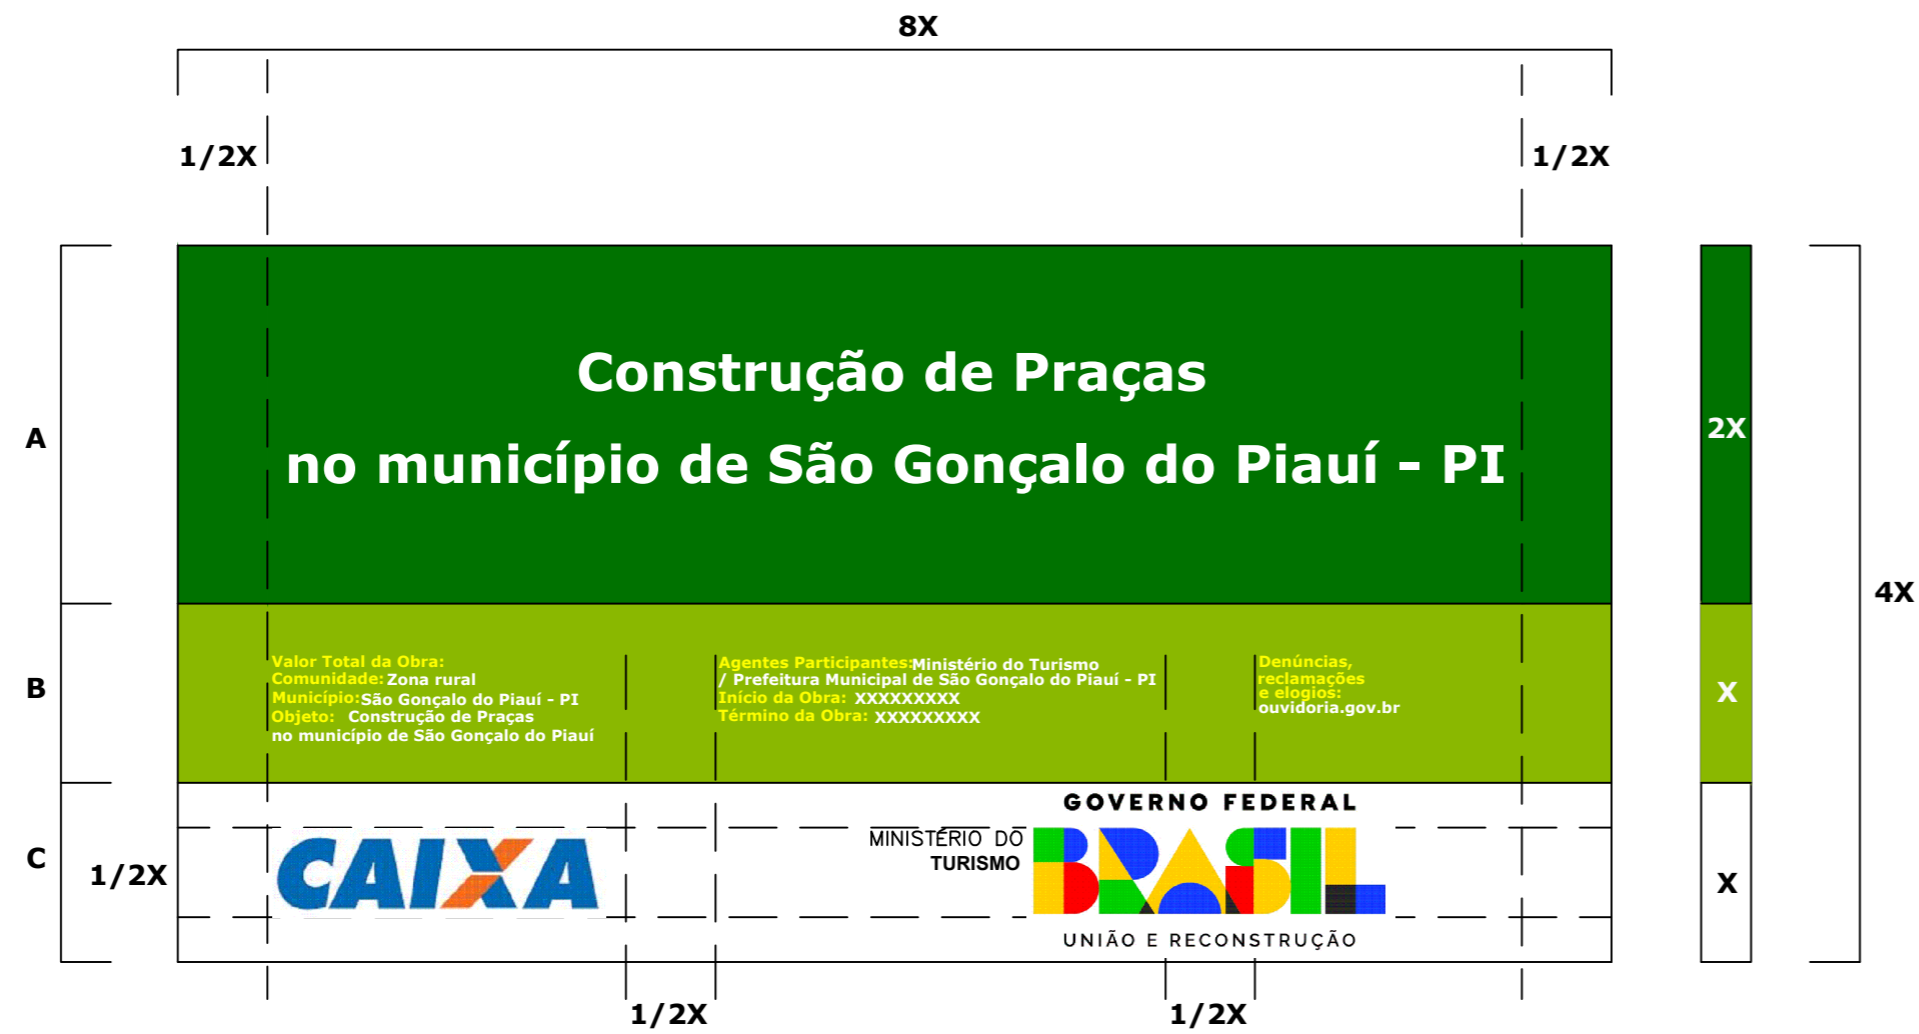 8X
1/2X
1/2X
Construção de Praças
no município de São Gonçalo do Piauí - PI
A
2X
4X
Valor Total da Obra:
Comunidade: Zona rural
Município: São Gonçalo do Piauí - PI
Objeto: Construção de Praças
no município de São Gonçalo do Piauí
Agentes Participantes: Ministério do Turismo
/ Prefeitura Municipal de São Gonçalo do Piauí - PI
Início da Obra: XXXXXXXXX
Término da Obra: XXXXXXXXX
Denúncias,
reclamações
e elogios:
ouvidoria.gov.br
B
X
C
1/2X
CAIXA
MINISTÉRIO DO
TURISMO
GOVERNO FEDERAL
BRASIL
UNIÃO E RECONSTRUÇÃO
X
1/2X
1/2X